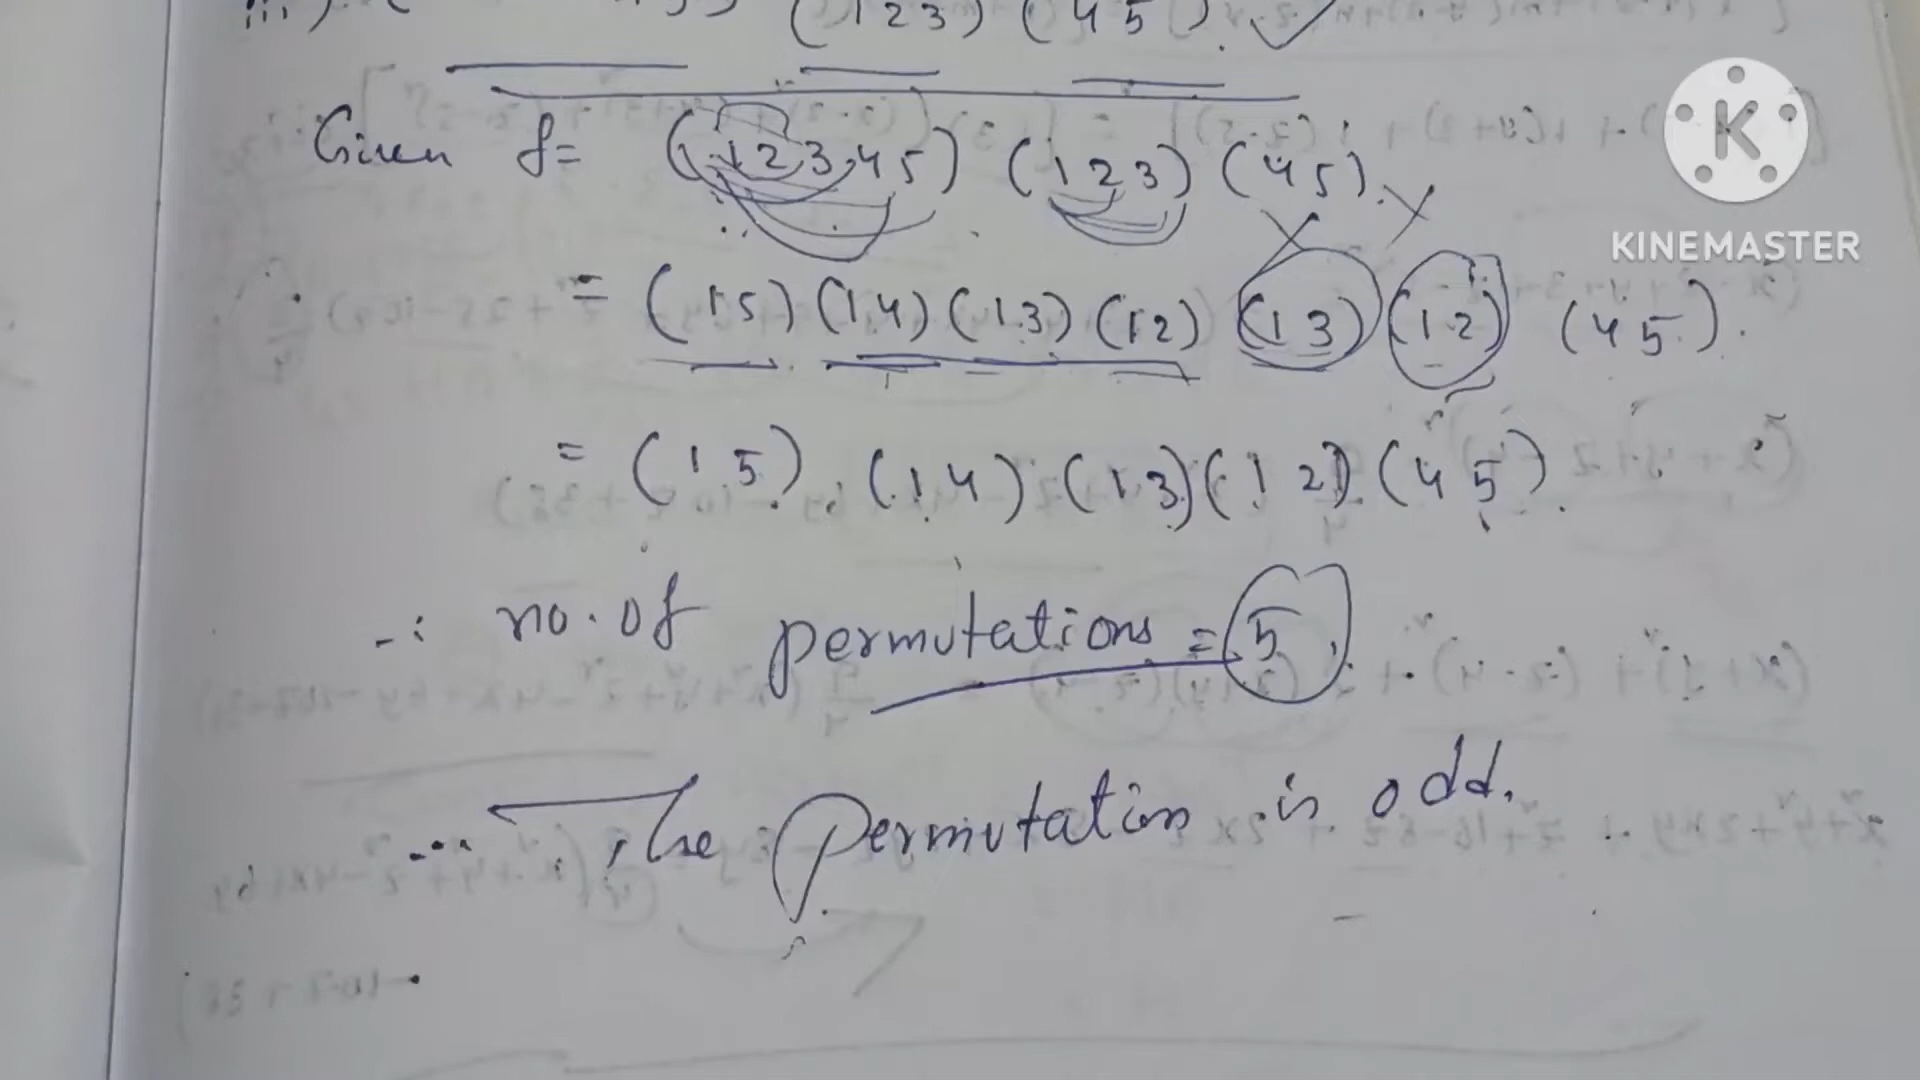 (1 2 3) (4 5).
Given f = (1 2 3 4 5) (1 2 3) (4 5).
= (1 5) (1 4) (1 3) (1 2) (1 3) (1 2) (4 5).
= (1 5) (1 4) (1 3) (1 2) (4 5).
∴ no. of permutations = 5.
∴ The permutation is odd.
K
KINEMASTER